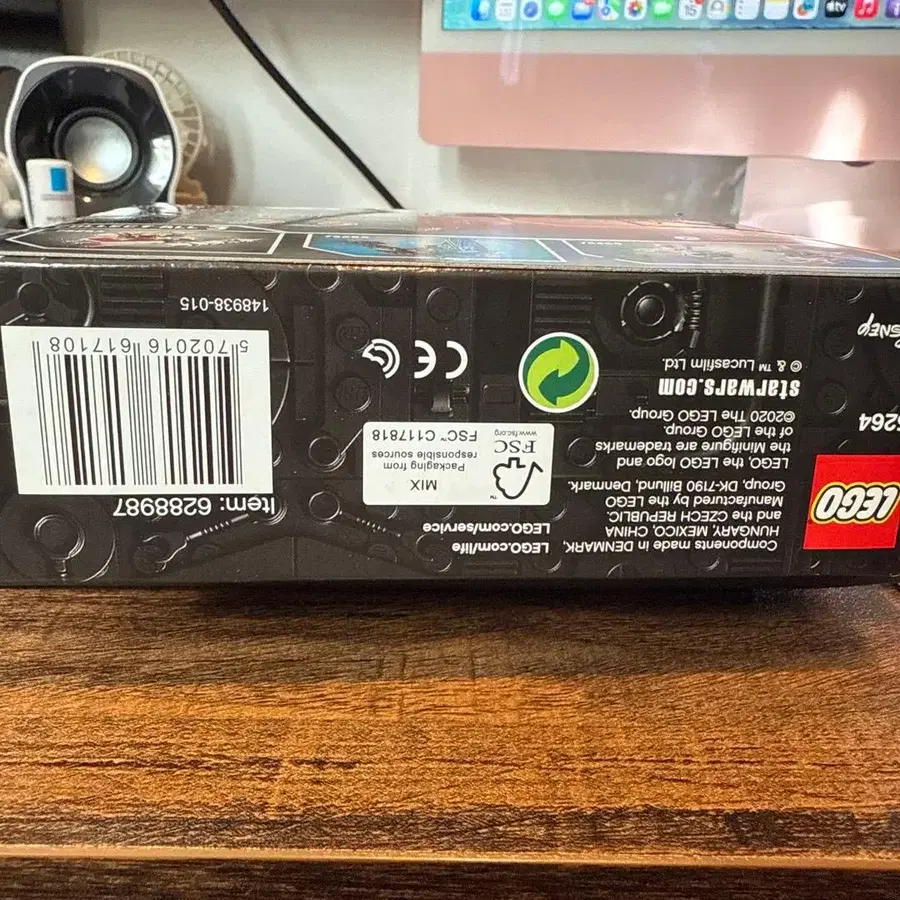 LEGO
5264
DISNEY
Components made in DENMARK,
HUNGARY, MEXICO, CHINA
and the CZECH REPUBLIC.
Manufactured by the LEGO
Group, DK-7190 Billund, Denmark.
LEGO, the LEGO logo and
the Minifigure are trademarks
of the LEGO Group.
©2020 The LEGO Group.
starwars.com
© & ™ Lucasfilm Ltd.
LEGO.com/life
LEGO.com/service
™
FSC
www.fsc.org
MIX
Packaging from
responsible sources
FSC™ C117818
CE
Item: 6288987
5 702016 617108
148938-015